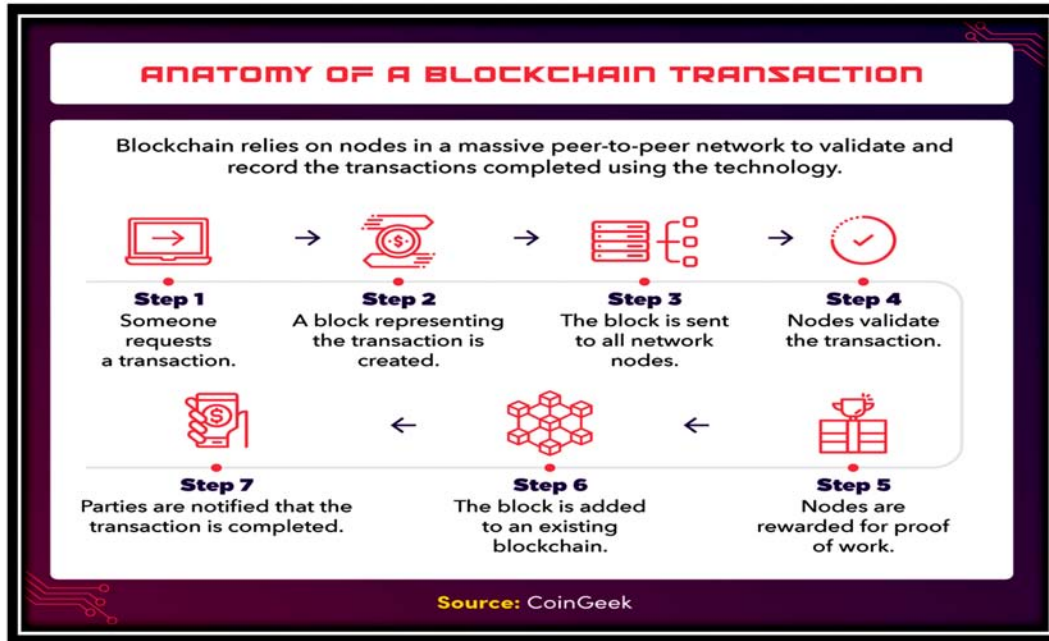 ANATOMY OF A BLOCKCHAIN TRANSACTION
Blockchain relies on nodes in a massive peer-to-peer network to validate and
record the transactions completed using the technology.
Step 1
Someone
requests
a transaction.
Step 2
A block representing
the transaction is
created.
Step 3
The block is sent
to all network
nodes.
Step 4
Nodes validate
the transaction.
Step 5
Nodes are
rewarded for proof
of work.
Step 6
The block is added
to an existing
blockchain.
Step 7
Parties are notified that the
transaction is completed.
Source: CoinGeek